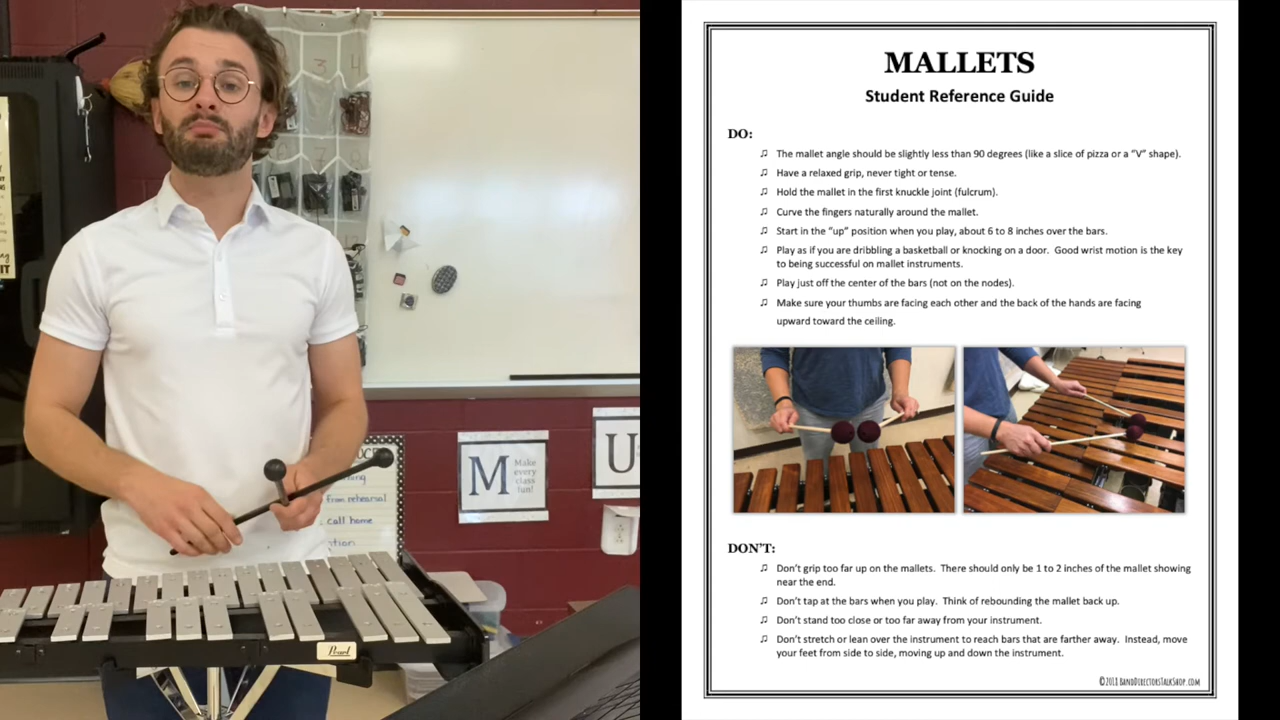 3 4
7 8
IT
M
Make
every
class
fun!
U
from rehearsal
call home
Pearl
MALLETS
Student Reference Guide
DO:
♫ The mallet angle should be slightly less than 90 degrees (like a slice of pizza or a “V” shape).
♫ Have a relaxed grip, never tight or tense.
♫ Hold the mallet in the first knuckle joint (fulcrum).
♫ Curve the fingers naturally around the mallet.
♫ Start in the “up” position when you play, about 6 to 8 inches over the bars.
♫ Play as if you are dribbling a basketball or knocking on a door. Good wrist motion is the key
to being successful on mallet instruments.
♫ Play just off the center of the bars (not on the nodes).
♫ Make sure your thumbs are facing each other and the back of the hands are facing
upward toward the ceiling.
DON’T:
♫ Don’t grip too far up on the mallets. There should only be 1 to 2 inches of the mallet showing
near the end.
♫ Don’t tap at the bars when you play. Think of rebounding the mallet back up.
♫ Don’t stand too close or too far away from your instrument.
♫ Don’t stretch or lean over the instrument to reach bars that are farther away. Instead, move
your feet from side to side, moving up and down the instrument.
©2018 BANDDIRECTORSTALKSHOP.COM